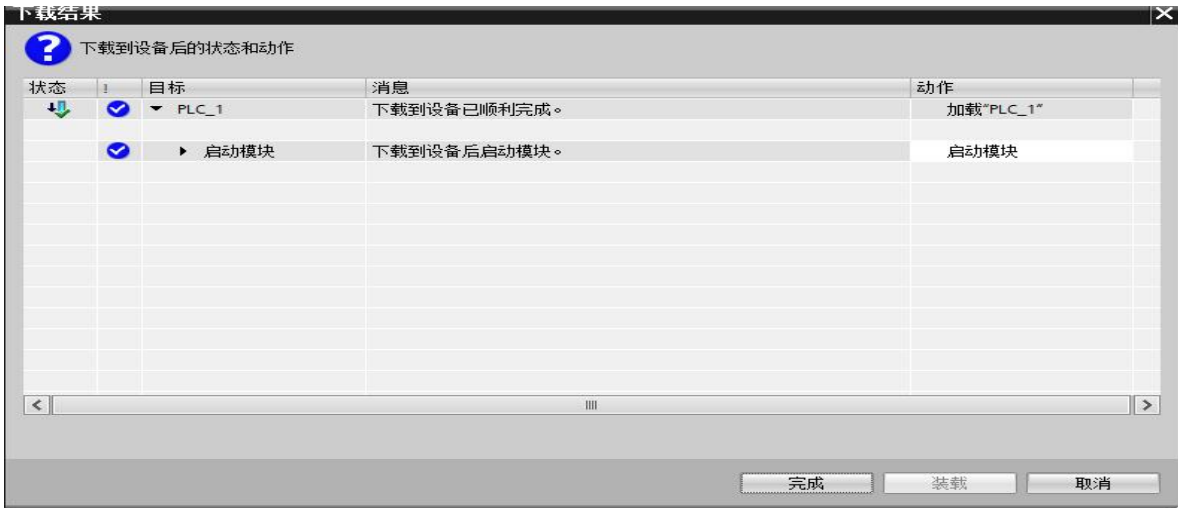 下载结果
下载到设备后的状态和动作
状态 ! 目标 消息 动作
PLC_1 下载到设备已顺利完成。 加载"PLC_1"
启动模块 下载到设备后启动模块。 启动模块
完成 装载 取消